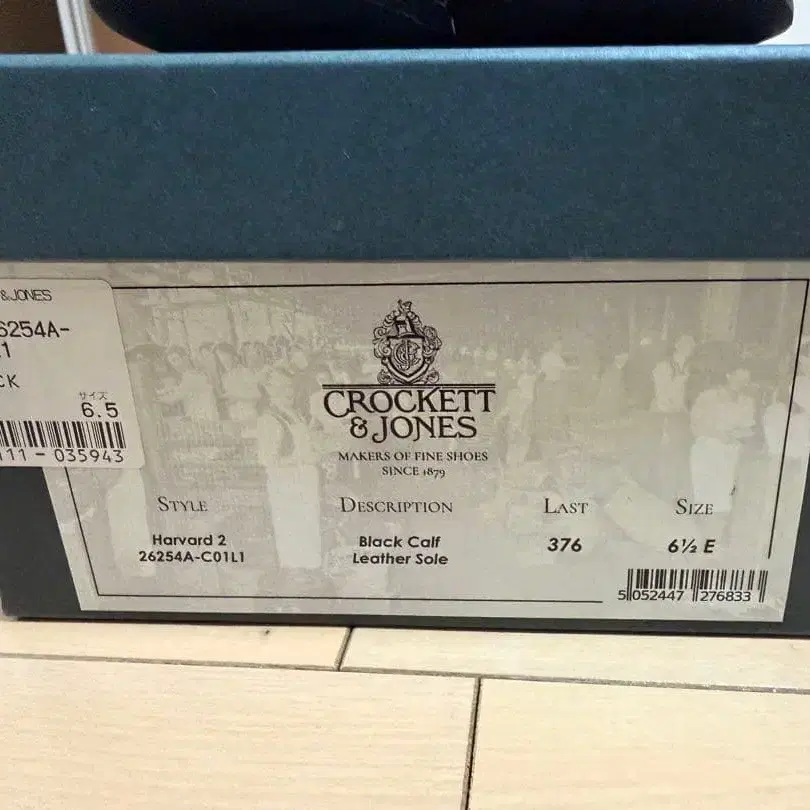 & JONES
6254A-
1
CK
サイズ
6.5
111-035943
CROCKETT
& JONES
MAKERS OF FINE SHOES
SINCE 1879
STYLE
Harvard 2
26254A-C01L1
DESCRIPTION
Black Calf
Leather Sole
LAST
376
SIZE
6½ E
5 052447 276833